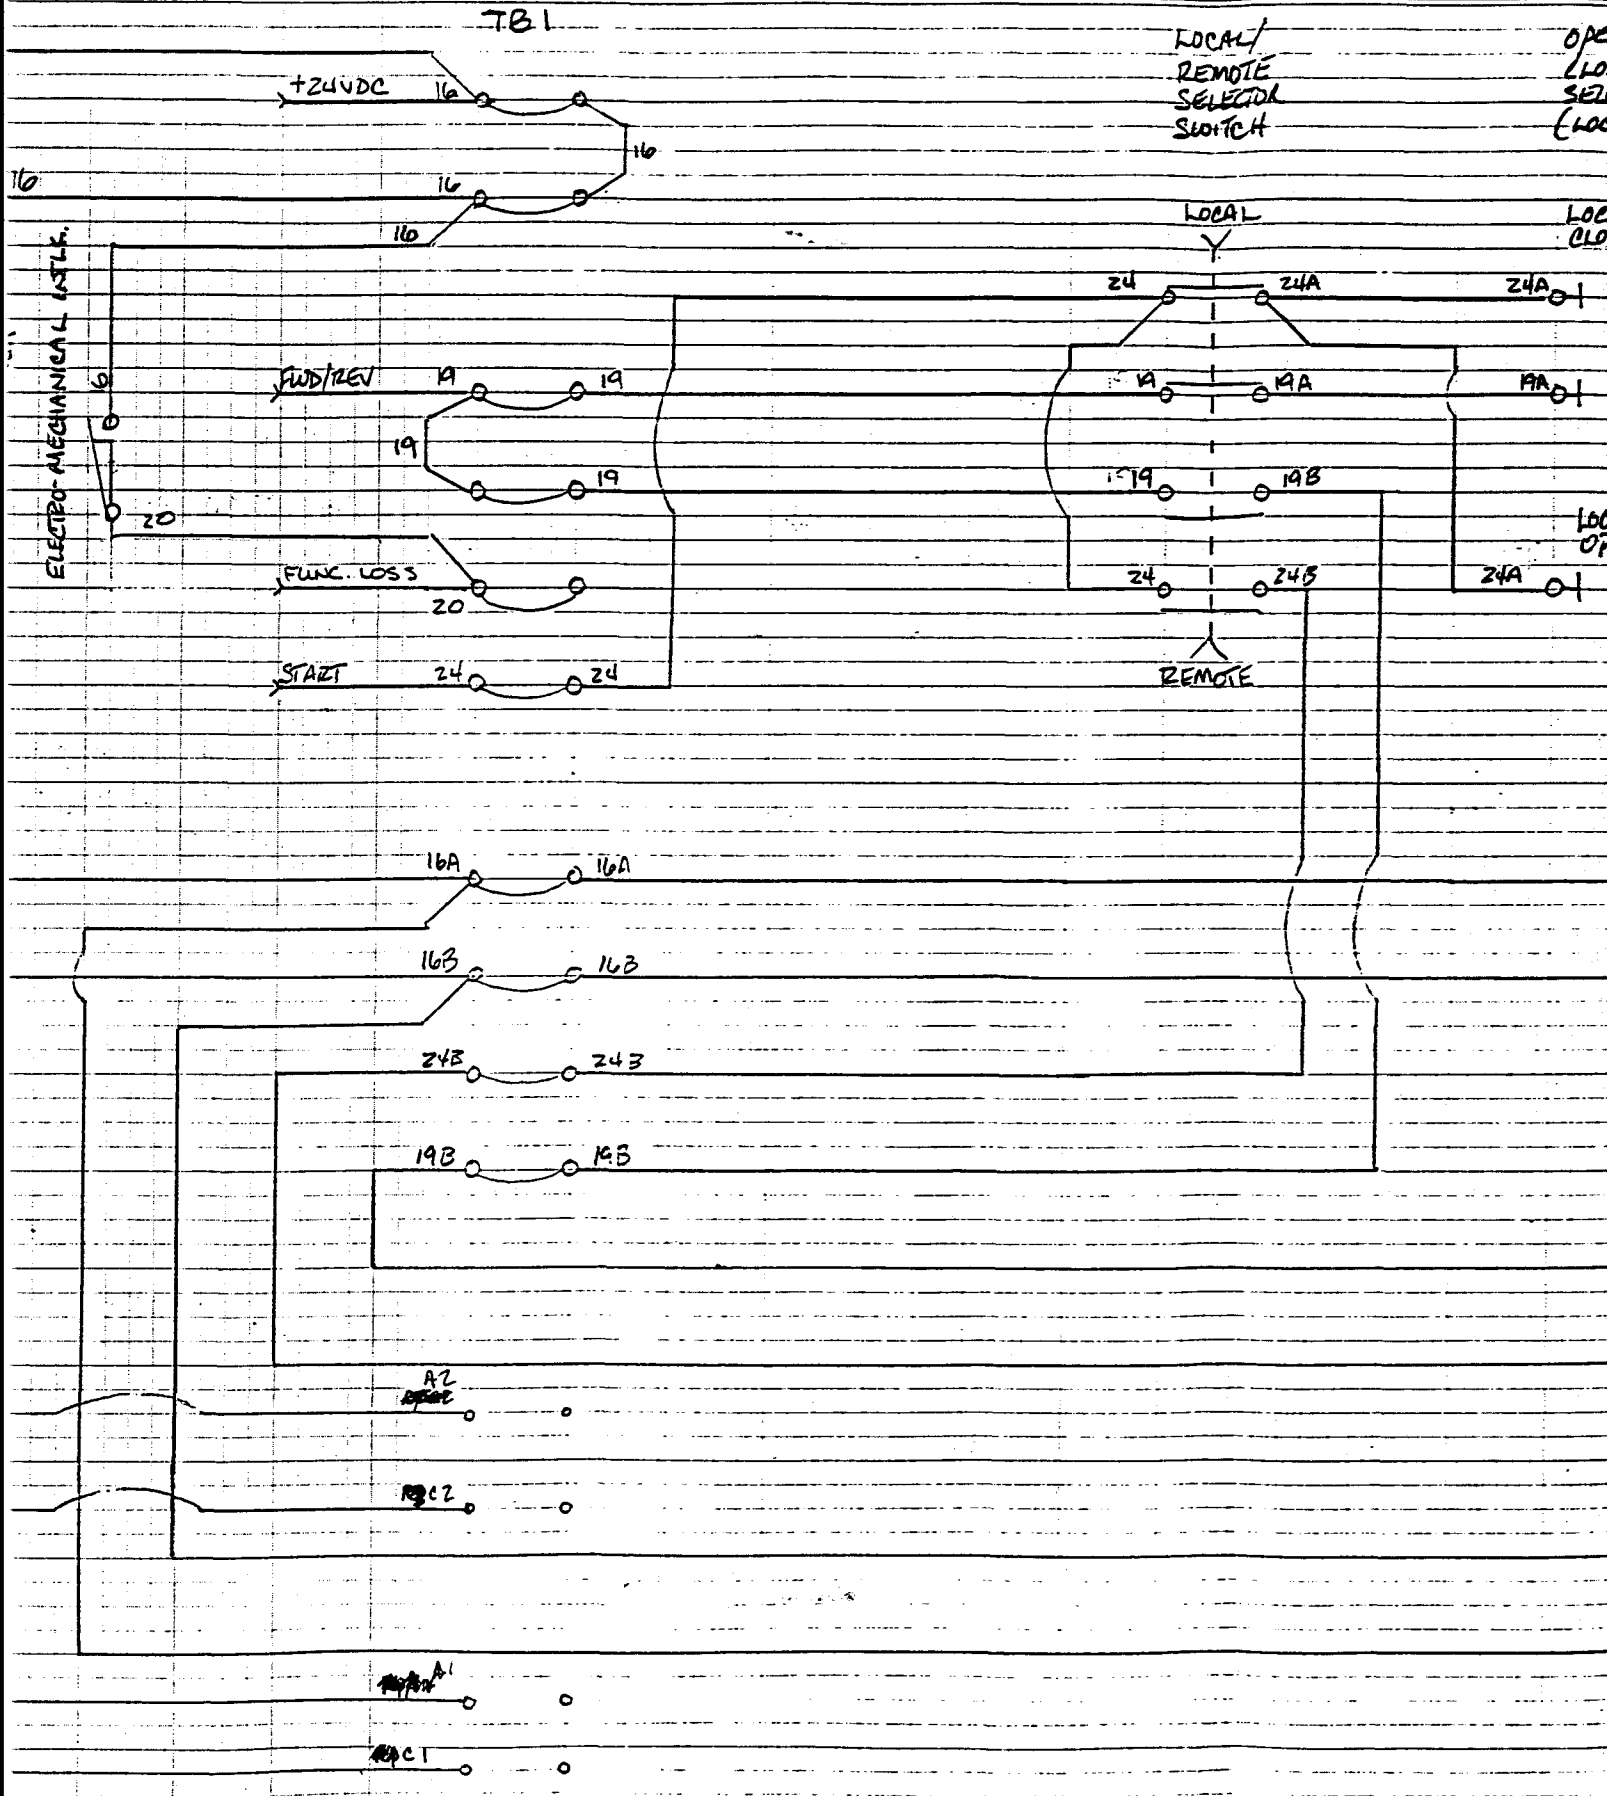 TB1
LOCAL/
REMOTE
SELECTOR
SWITCH
+24VDC
16
16
16
16
16
LOCAL
ELECTRO-MECHANICAL INTLK.
24
24A
24A
FWD/REV
19
19
19
19A
19A
19
19
19
19B
20
FUNC. LOSS
20
24
24B
24A
START
24
24
REMOTE
16A
16A
16B
16B
24B
24B
19B
19B
A2
C2
A1
C1